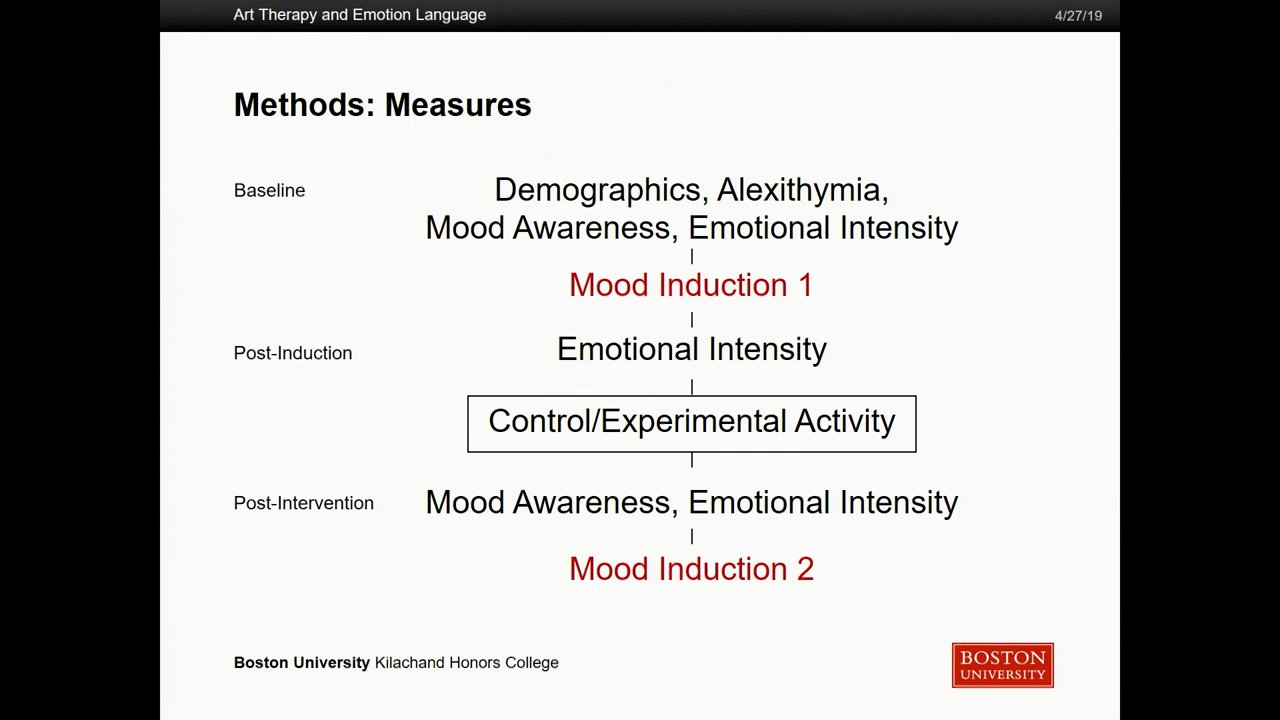 Art Therapy and Emotion Language
4/27/19
Methods: Measures
Baseline
Demographics, Alexithymia,
Mood Awareness, Emotional Intensity
Mood Induction 1
Post-Induction
Emotional Intensity
Control/Experimental Activity
Post-Intervention
Mood Awareness, Emotional Intensity
Mood Induction 2
Boston University Kilachand Honors College
BOSTON
UNIVERSITY